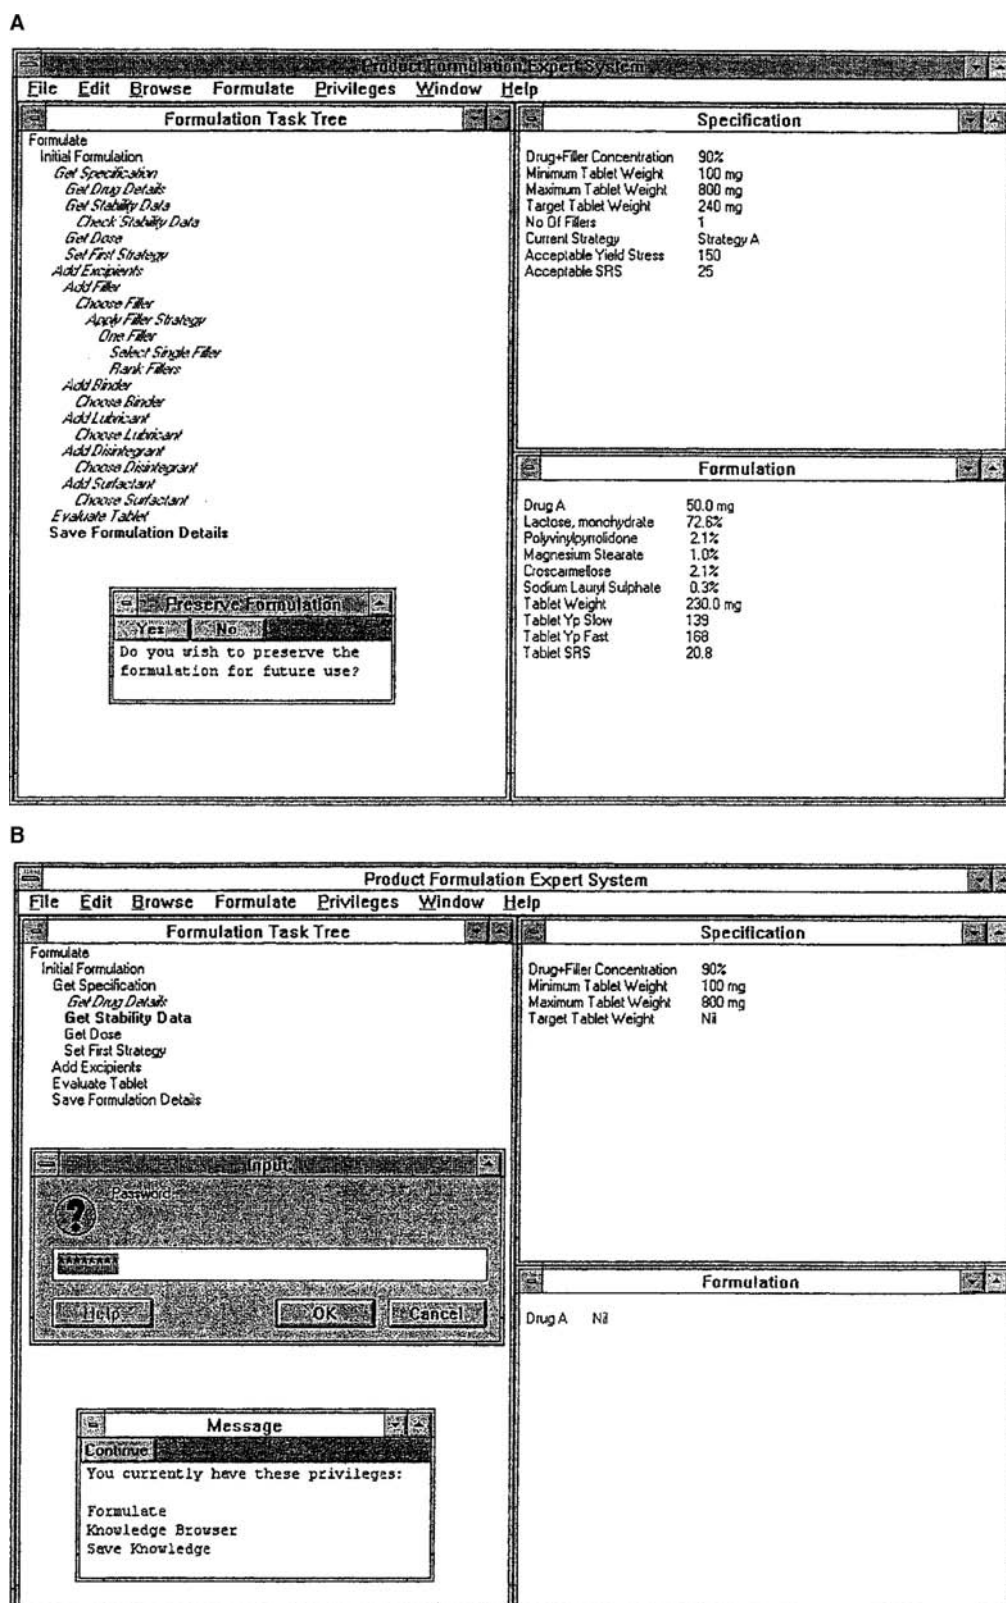 A
Product Formulation Expert System
File Edit Browse Formulate Privileges Window Help
Formulation Task Tree
Formulate
Initial Formulation
Get Specification
Get Drug Details
Get Stability Data
Check Stability Data
Get Dose
Set First Strategy
Add Excipients
Add Filler
Choose Filler
Apply Filler Strategy
One Filler
Select Single Filler
Rank Fillers
Add Binder
Choose Binder
Add Lubricant
Choose Lubricant
Add Disintegrant
Choose Disintegrant
Add Surfactant
Choose Surfactant
Evaluate Tablet
Save Formulation Details
Preserve Formulation
Yes No
Do you wish to preserve the
formulation for future use?
Specification
Drug+Filler Concentration 90%
Minimum Tablet Weight 100 mg
Maximum Tablet Weight 800 mg
Target Tablet Weight 240 mg
No Of Fillers 1
Current Strategy Strategy A
Acceptable Yield Stress 150
Acceptable SRS 25
Formulation
Drug A 50.0 mg
Lactose, monohydrate 72.6%
Polyvinylpyrrolidone 2.1%
Magnesium Stearate 1.0%
Croscarmellose 2.1%
Sodium Lauryl Sulphate 0.3%
Tablet Weight 230.0 mg
Tablet Yp Slow 139
Tablet Yp Fast 168
Tablet SRS 20.8
B
Product Formulation Expert System
File Edit Browse Formulate Privileges Window Help
Formulation Task Tree
Formulate
Initial Formulation
Get Specification
Get Drug Details
Get Stability Data
Get Dose
Set First Strategy
Add Excipients
Evaluate Tablet
Save Formulation Details
Input
Password
?
********
Help OK Cancel
Message
Continue
You currently have these privileges:
Formulate
Knowledge Browser
Save Knowledge
Specification
Drug+Filler Concentration 90%
Minimum Tablet Weight 100 mg
Maximum Tablet Weight 800 mg
Target Tablet Weight Nil
Formulation
Drug A Nil